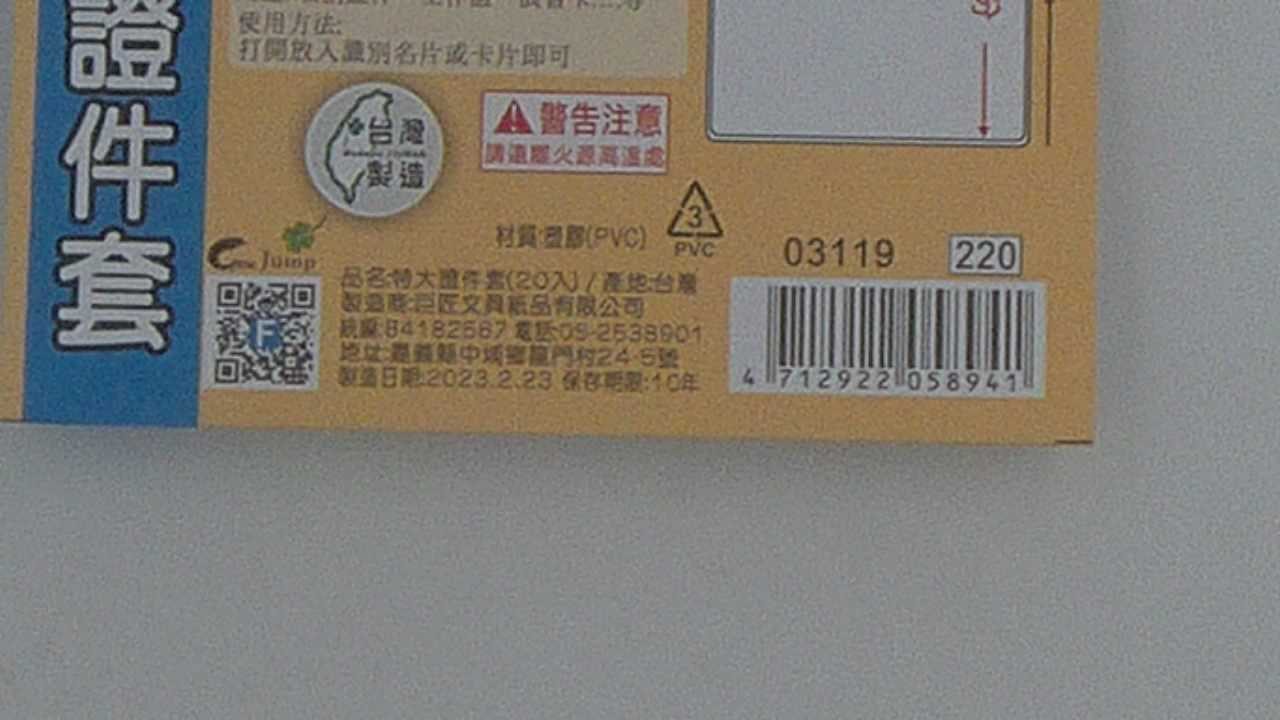 證件套
使用方法:
打開放入識別名片或卡片即可
台灣
製造
警告注意
請遠離火源高溫處
材質:塑膠(PVC)
3
PVC
03119
220
Jump
品名:特大證件套(20入) / 產地:台灣
製造商:巨匠文具紙品有限公司
統編:84182567 電話:05-2538901
地址:嘉義縣中埔鄉龍門村24-5號
製造日期:2023.2.23 保存期限:10年
F
4 712922 058941